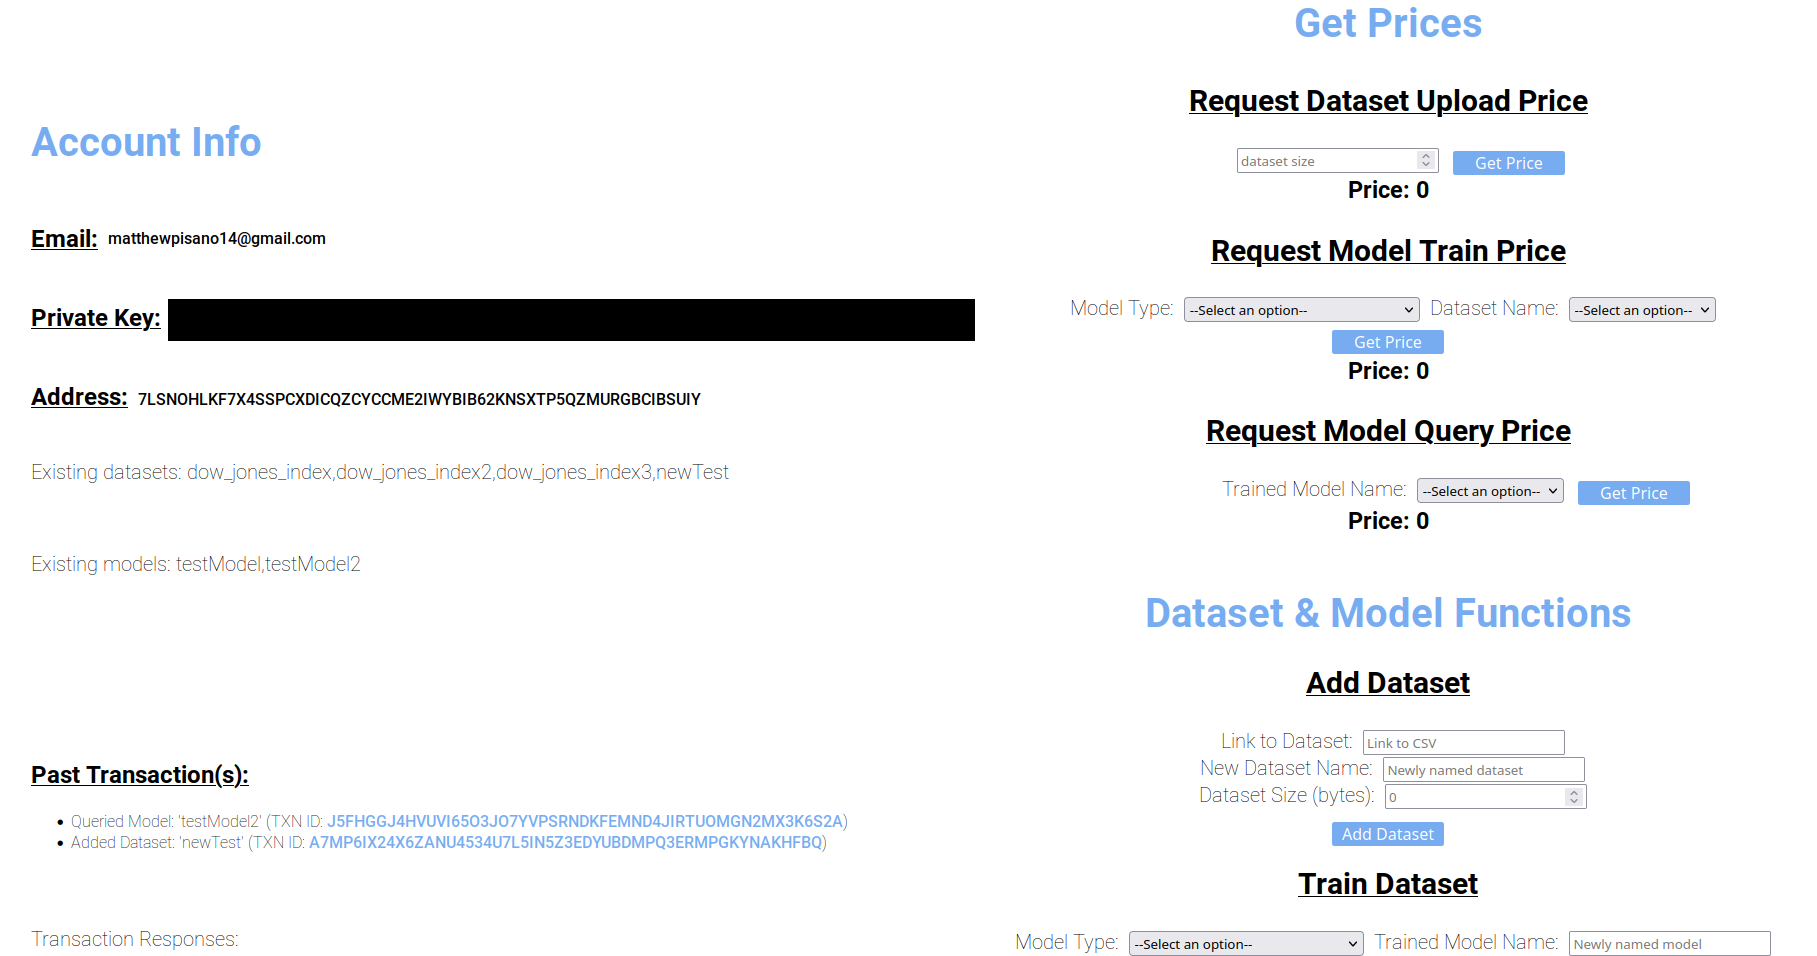 Account Info
Email: matthewpisano14@gmail.com
Private Key:
Address: 7LSNOHLKF7X4SSPCXDICQZCYCCME2IWYBIB62KNSXTP5QZMURGBCIBSUIY
Existing datasets: dow_jones_index,dow_jones_index2,dow_jones_index3,newTest
Existing models: testModel,testModel2
Past Transaction(s):
• Queried Model: 'testModel2' (TXN ID: J5FHGGJ4HVUVI65O3JO7YVPSRNDKFEMND4JIRTUOMGN2MX3K6S2A)
• Added Dataset: 'newTest' (TXN ID: A7MP6IX24X6ZANU4534U7L5IN5Z3EDYUBDMPQ3ERMPGKYNAKHFBQ)
Transaction Responses:
Get Prices
Request Dataset Upload Price
dataset size Get Price
Price: 0
Request Model Train Price
Model Type: --Select an option-- Dataset Name: --Select an option--
Get Price
Price: 0
Request Model Query Price
Trained Model Name: --Select an option-- Get Price
Price: 0
Dataset & Model Functions
Add Dataset
Link to Dataset: Link to CSV
New Dataset Name: Newly named dataset
Dataset Size (bytes): 0
Add Dataset
Train Dataset
Model Type: --Select an option-- Trained Model Name: Newly named model